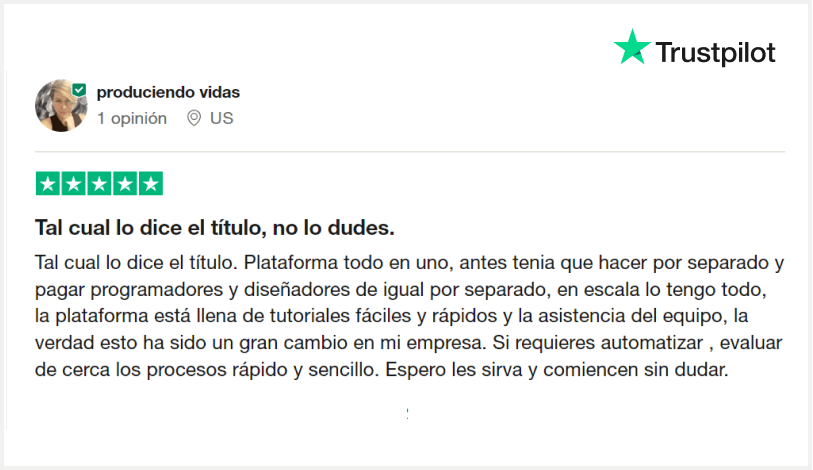 Trustpilot
produciendo vidas
1 opinión US
Tal cual lo dice el título, no lo dudes.
Tal cual lo dice el título. Plataforma todo en uno, antes tenia que hacer por separado y
pagar programadores y diseñadores de igual por separado, en escala lo tengo todo,
la plataforma está llena de tutoriales fáciles y rápidos y la asistencia del equipo, la
verdad esto ha sido un gran cambio en mi empresa. Si requieres automatizar , evaluar
de cerca los procesos rápido y sencillo. Espero les sirva y comiencen sin dudar.